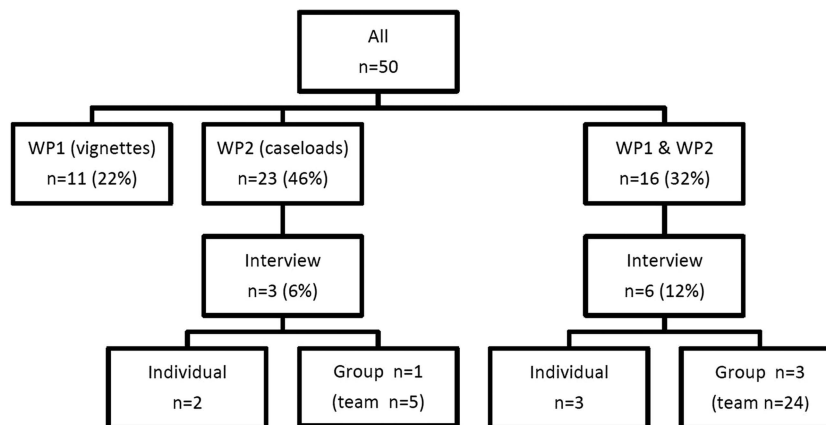 All
n=50
WP1 (vignettes)
n=11 (22%)
WP2 (caseloads)
n=23 (46%)
WP1 & WP2
n=16 (32%)
Interview
n=3 (6%)
Interview
n=6 (12%)
Individual
n=2
Group n=1
(team n=5)
Individual
n=3
Group n=3
(team n=24)